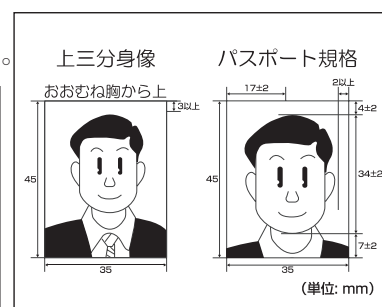 上三分身像
おおむね胸から上
3以上
45
35
パスポート規格
17±2
2以上
4±2
45
34±2
7±2
35
(単位: mm)